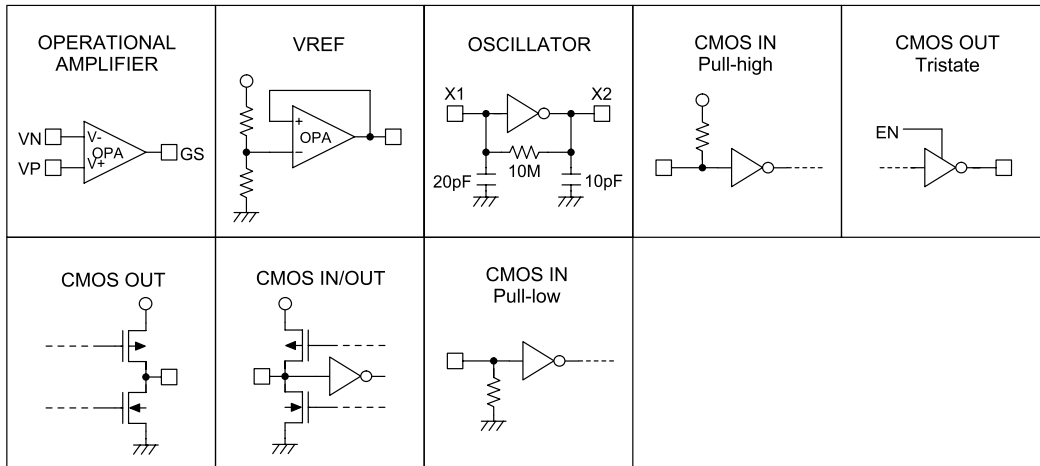 OPERATIONAL
AMPLIFIER
VN
V-
OPA
V+
VP
GS
VREF
+
OPA
−
OSCILLATOR
X1
X2
10M
20pF
10pF
CMOS IN
Pull-high
CMOS OUT
Tristate
EN
CMOS OUT
CMOS IN/OUT
CMOS IN
Pull-low